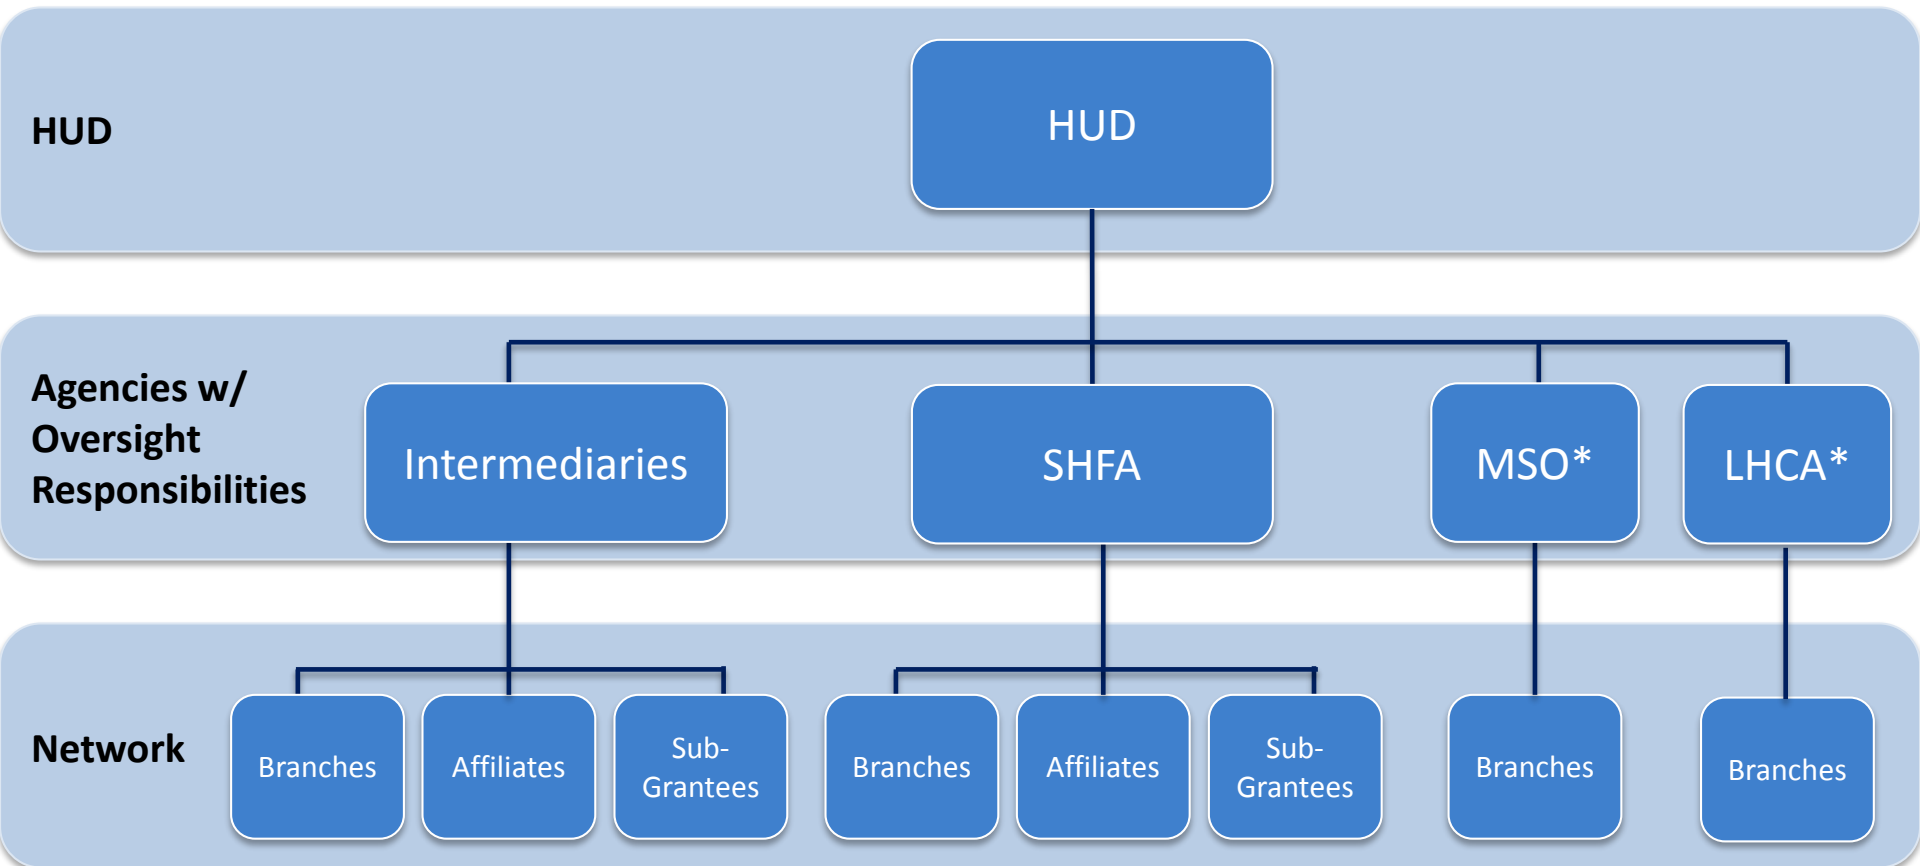 HUD
HUD
Agencies w/
Oversight
Responsibilities
Intermediaries
SHFA
MSO*
LHCA*
Network
Branches
Affiliates
Sub-
Grantees
Branches
Affiliates
Sub-
Grantees
Branches
Branches